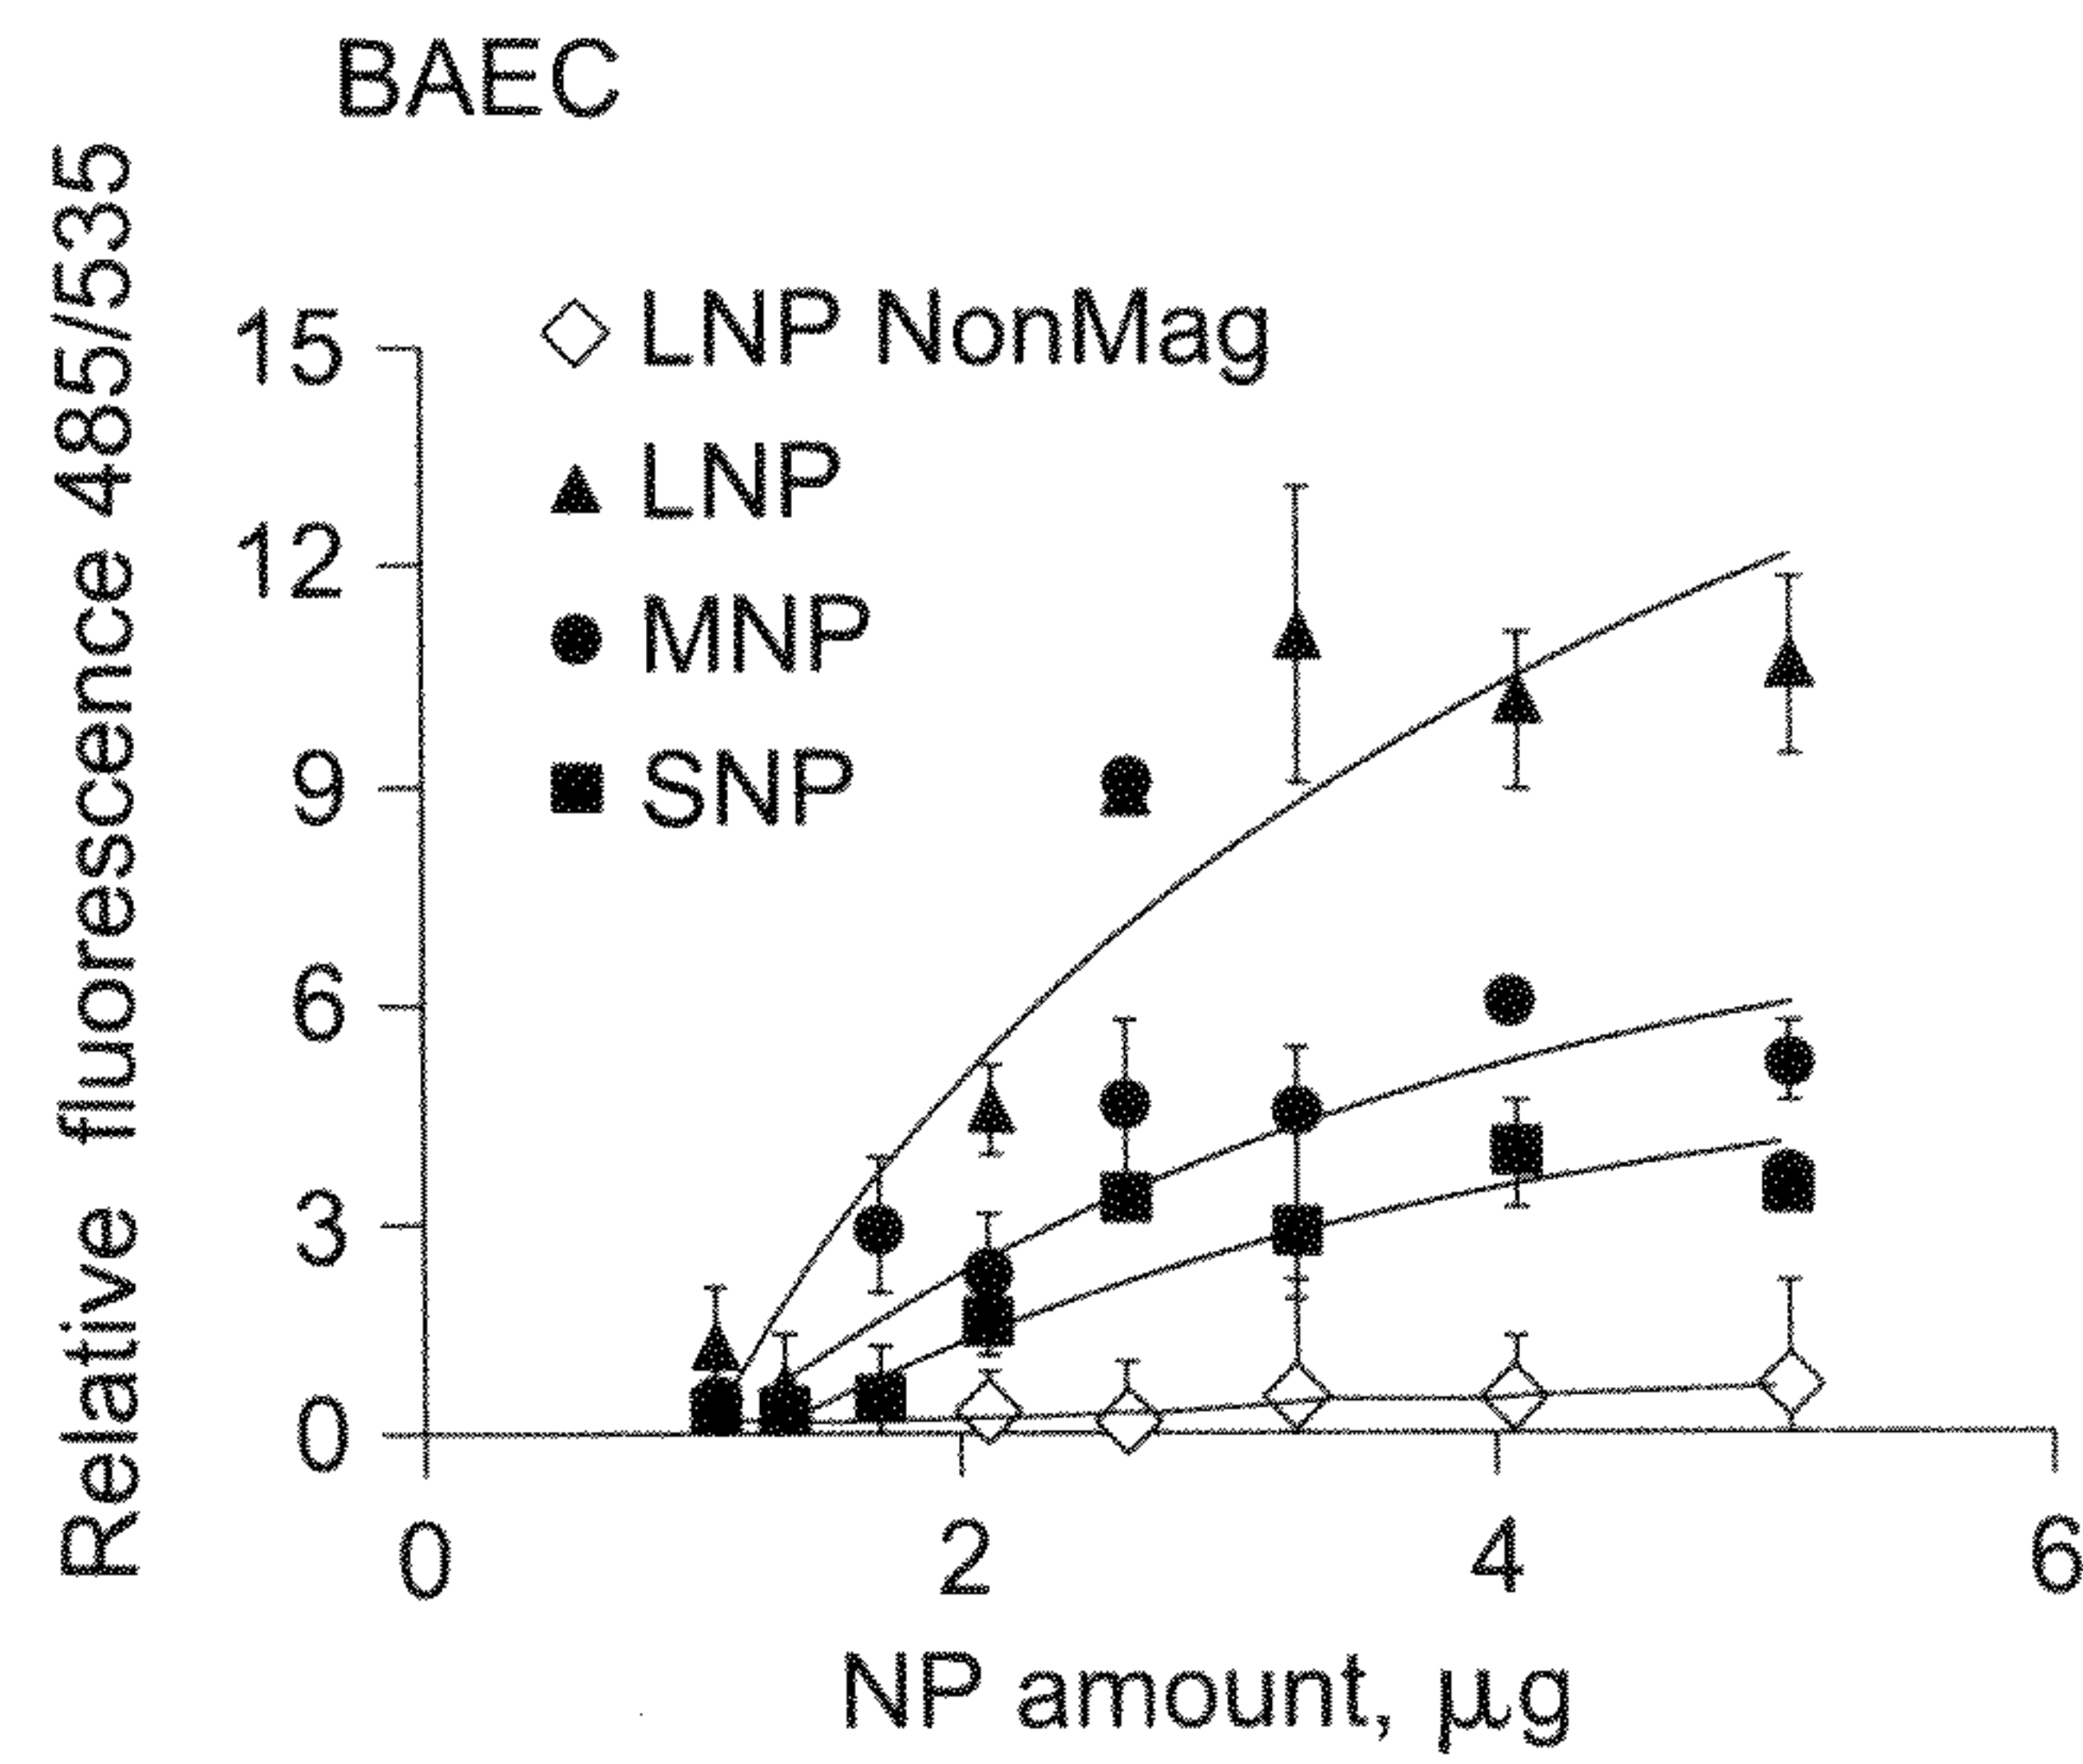 BAEC
Relative fluorescence 485/535
15
12
9
6
3
0
LNP NonMag
LNP
MNP
SNP
0 2 4 6
NP amount, μg